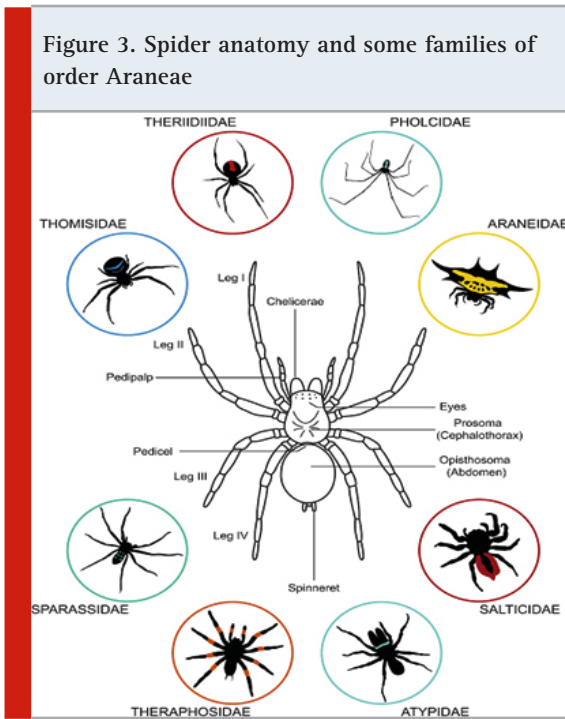 Figure 3. Spider anatomy and some families of
order Araneae
THERIDIIDAE
PHOLCIDAE
THOMISIDAE
ARANEIDAE
Leg I
Chelicerae
Leg II
Pedipalp
Eyes
Prosoma
(Cephalothorax)
Pedicel
Opisthosoma
(Abdomen)
Leg III
Leg IV
Spinneret
SPARASSIDAE
SALTICIDAE
THERAPHOSIDAE
ATYPIDAE